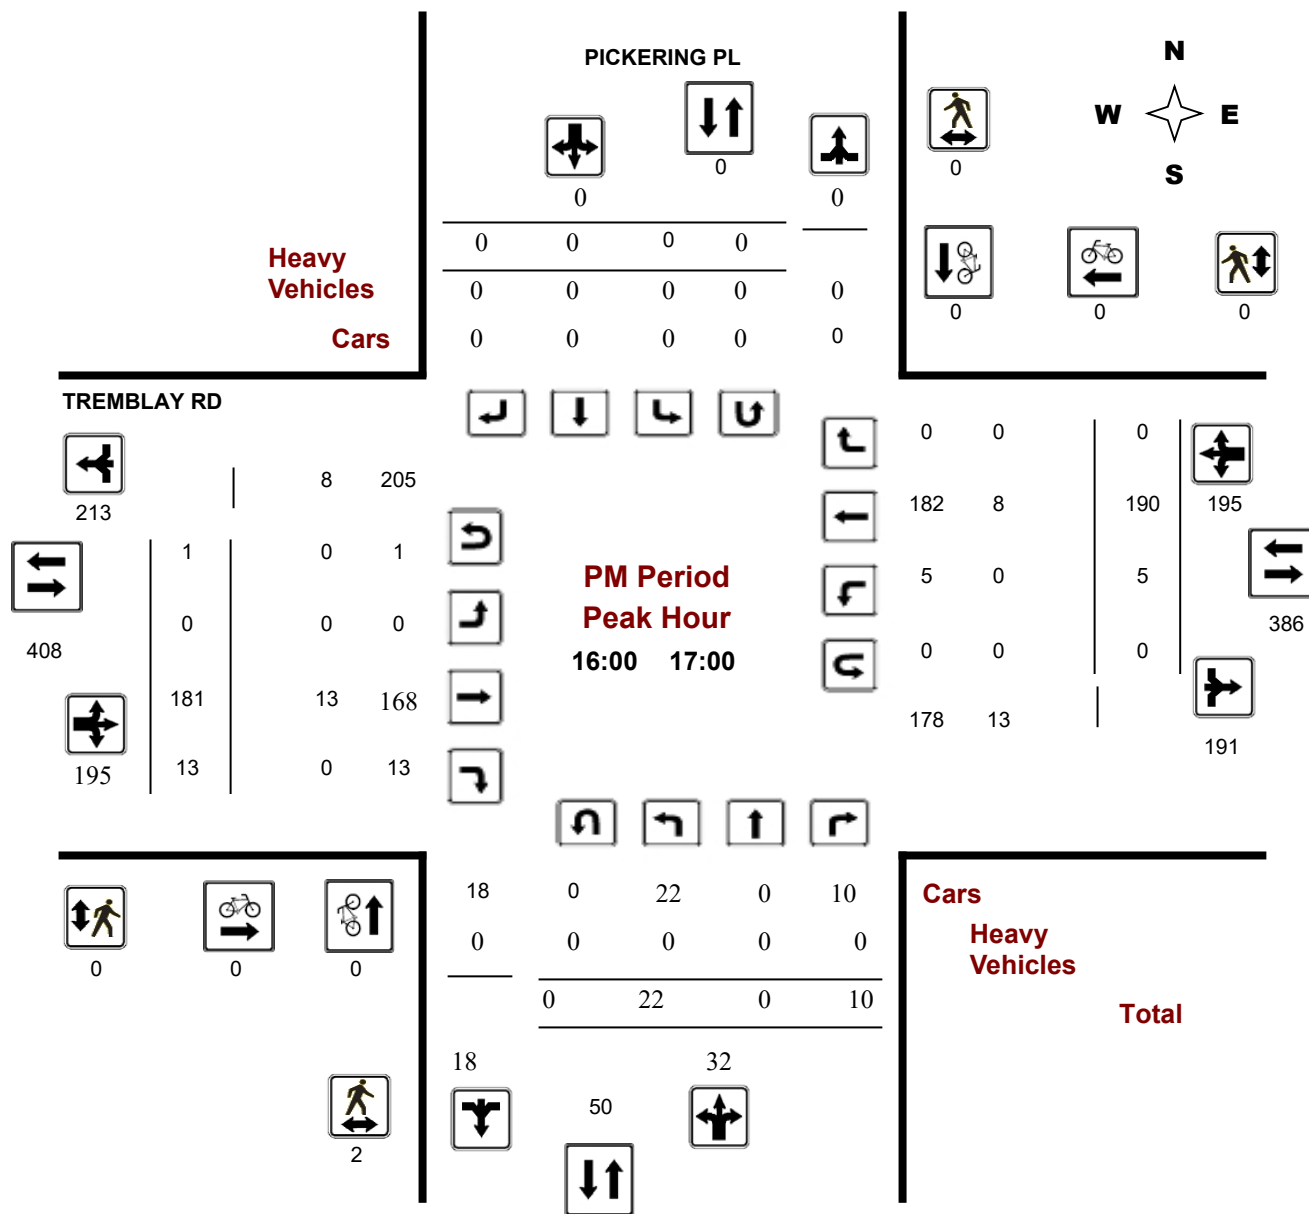 PICKERING PL
N
W E
S
0
0
0 0
0 0 0 0
Heavy
Vehicles
0 0 0 0 0
Cars
0 0 0 0 0
0 0 0
TREMBLAY RD
0 0 0
8 205
213
182 8 190 195
1 0 1
PM Period
Peak Hour
16:00 17:00
5 0 5
0 0 0
386
408
0 0 0
181 13 168
178 13
191
195 13 0 13
18 0 22 0 10
Cars
0 0 0 0 0
Heavy
Vehicles
0 0 0
0 22 0 10
Total
18 32
50
2